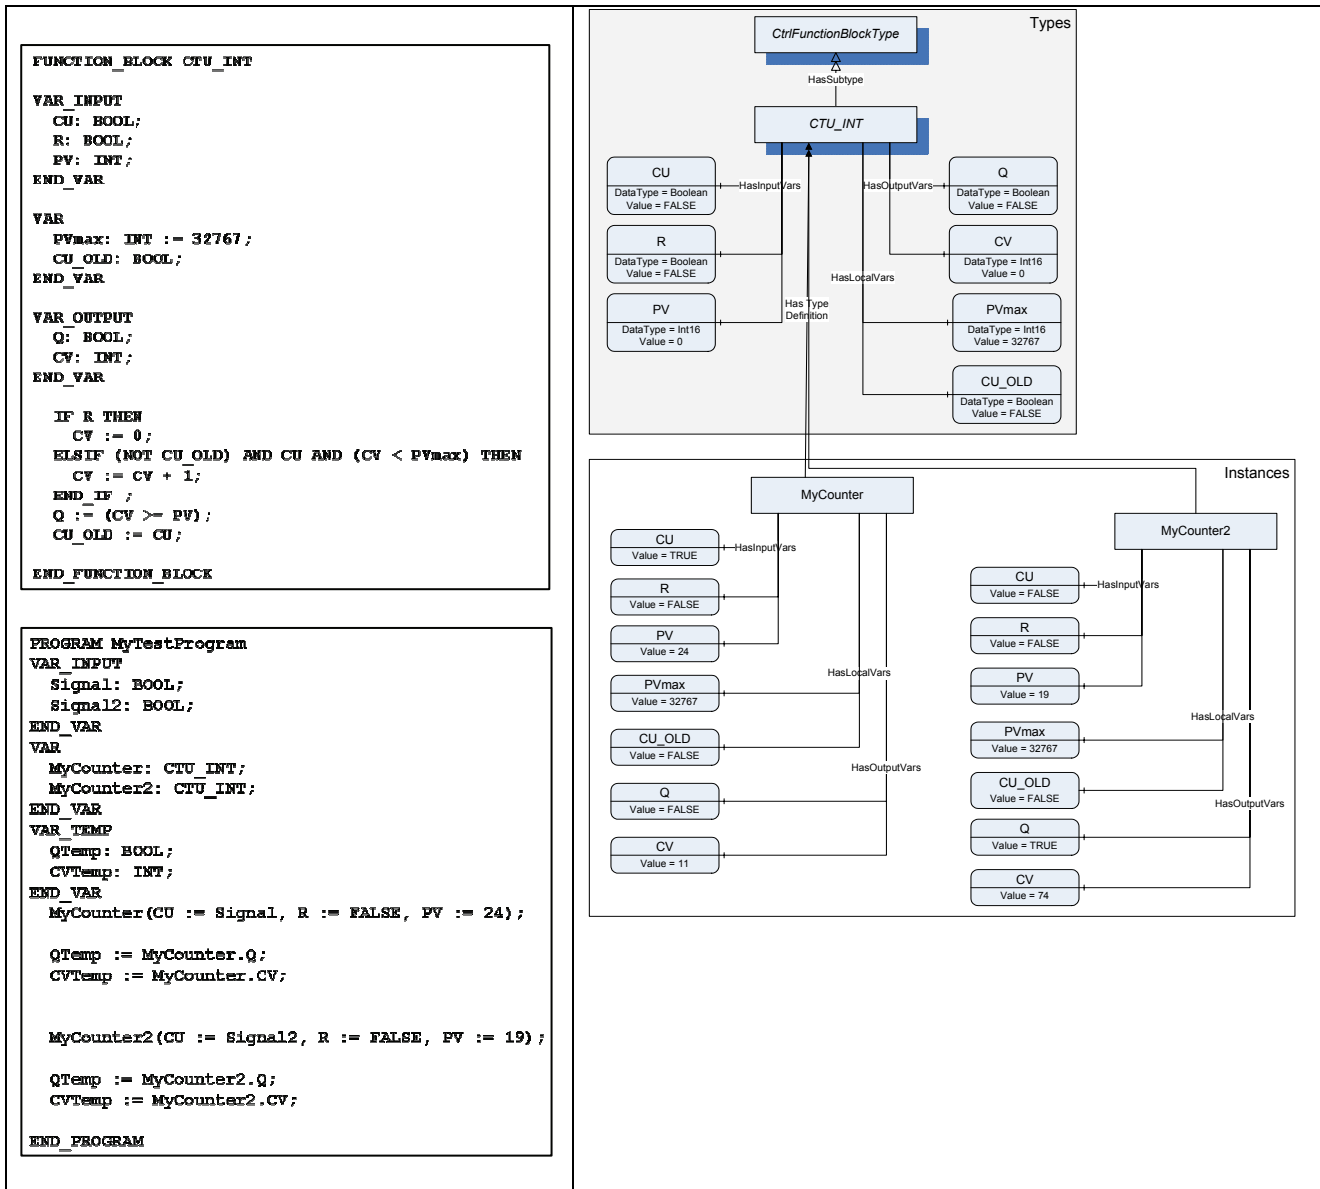 FUNCTION_BLOCK CTU_INT
VAR_INPUT
CU: BOOL;
R: BOOL;
PV: INT;
END_VAR
VAR
PVmax: INT := 32767;
CU_OLD: BOOL;
END_VAR
VAR_OUTPUT
Q: BOOL;
CV: INT;
END_VAR
IF R THEN
CV := 0;
ELSIF (NOT CU_OLD) AND CU AND (CV < PVmax) THEN
CV := CV + 1;
END_IF ;
Q := (CV >= PV);
CU_OLD := CU;
END_FUNCTION_BLOCK
PROGRAM MyTestProgram
VAR_INPUT
Signal: BOOL;
Signal2: BOOL;
END_VAR
VAR
MyCounter: CTU_INT;
MyCounter2: CTU_INT;
END_VAR
VAR_TEMP
QTemp: BOOL;
CVTemp: INT;
END_VAR
MyCounter(CU := Signal, R := FALSE, PV := 24);
QTemp := MyCounter.Q;
CVTemp := MyCounter.CV;
MyCounter2(CU := Signal2, R := FALSE, PV := 19);
QTemp := MyCounter2.Q;
CVTemp := MyCounter2.CV;
END_PROGRAM
Types
CtrlFunctionBlockType
HasSubtype
CTU_INT
CU
DataType = Boolean
Value = FALSE
HasInputVars
R
DataType = Boolean
Value = FALSE
PV
DataType = Int16
Value = 0
Has Type
Definition
HasOutputVars
Q
DataType = Boolean
Value = FALSE
CV
DataType = Int16
Value = 0
HasLocalVars
PVmax
DataType = Int16
Value = 32767
CU_OLD
DataType = Boolean
Value = FALSE
Instances
MyCounter
CU
Value = TRUE
HasInputVars
R
Value = FALSE
PV
Value = 24
HasLocalVars
PVmax
Value = 32767
CU_OLD
Value = FALSE
HasOutputVars
Q
Value = FALSE
CV
Value = 11
MyCounter2
CU
Value = FALSE
HasInputVars
R
Value = FALSE
PV
Value = 19
HasLocalVars
PVmax
Value = 32767
CU_OLD
Value = FALSE
HasOutputVars
Q
Value = TRUE
CV
Value = 74